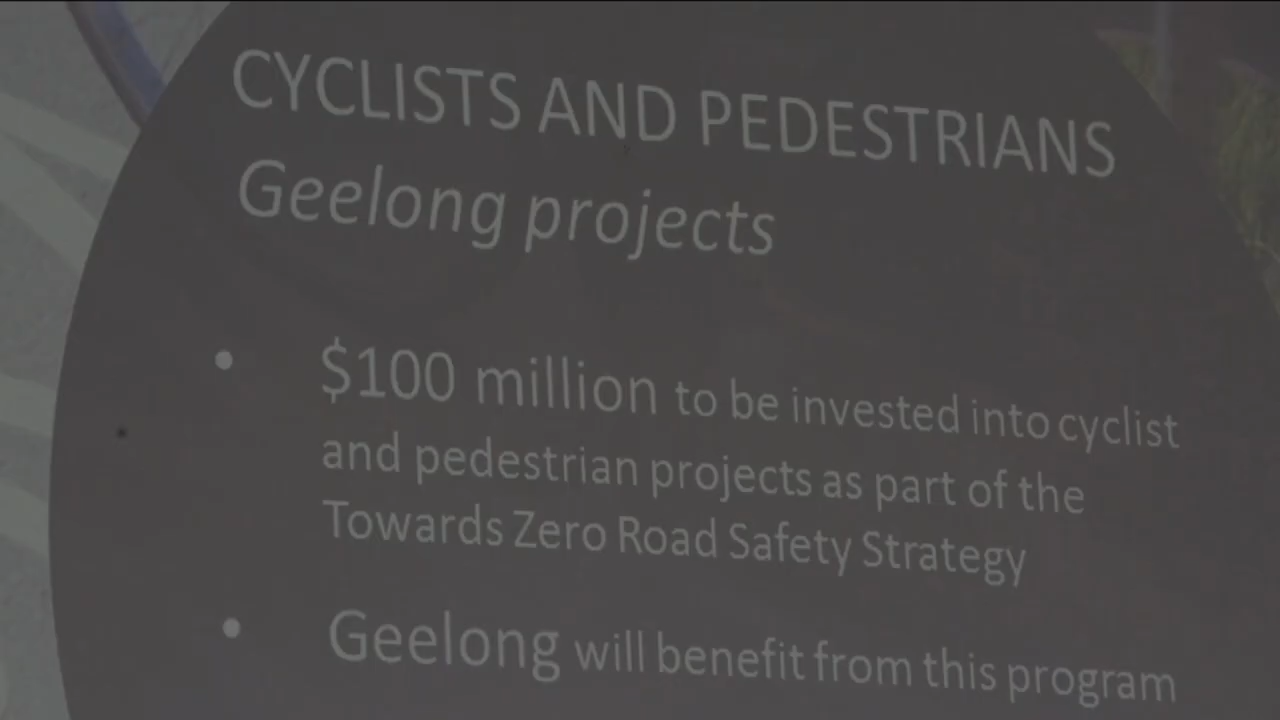 CYCLISTS AND PEDESTRIANS
Geelong projects
• $100 million to be invested into cyclist
and pedestrian projects as part of the
Towards Zero Road Safety Strategy
• Geelong will benefit from this program